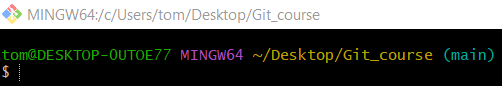 MINGW64:/c/Users/tom/Desktop/Git_course
tom@DESKTOP-OUTOE77 MINGW64 ~/Desktop/Git_course (main)
$